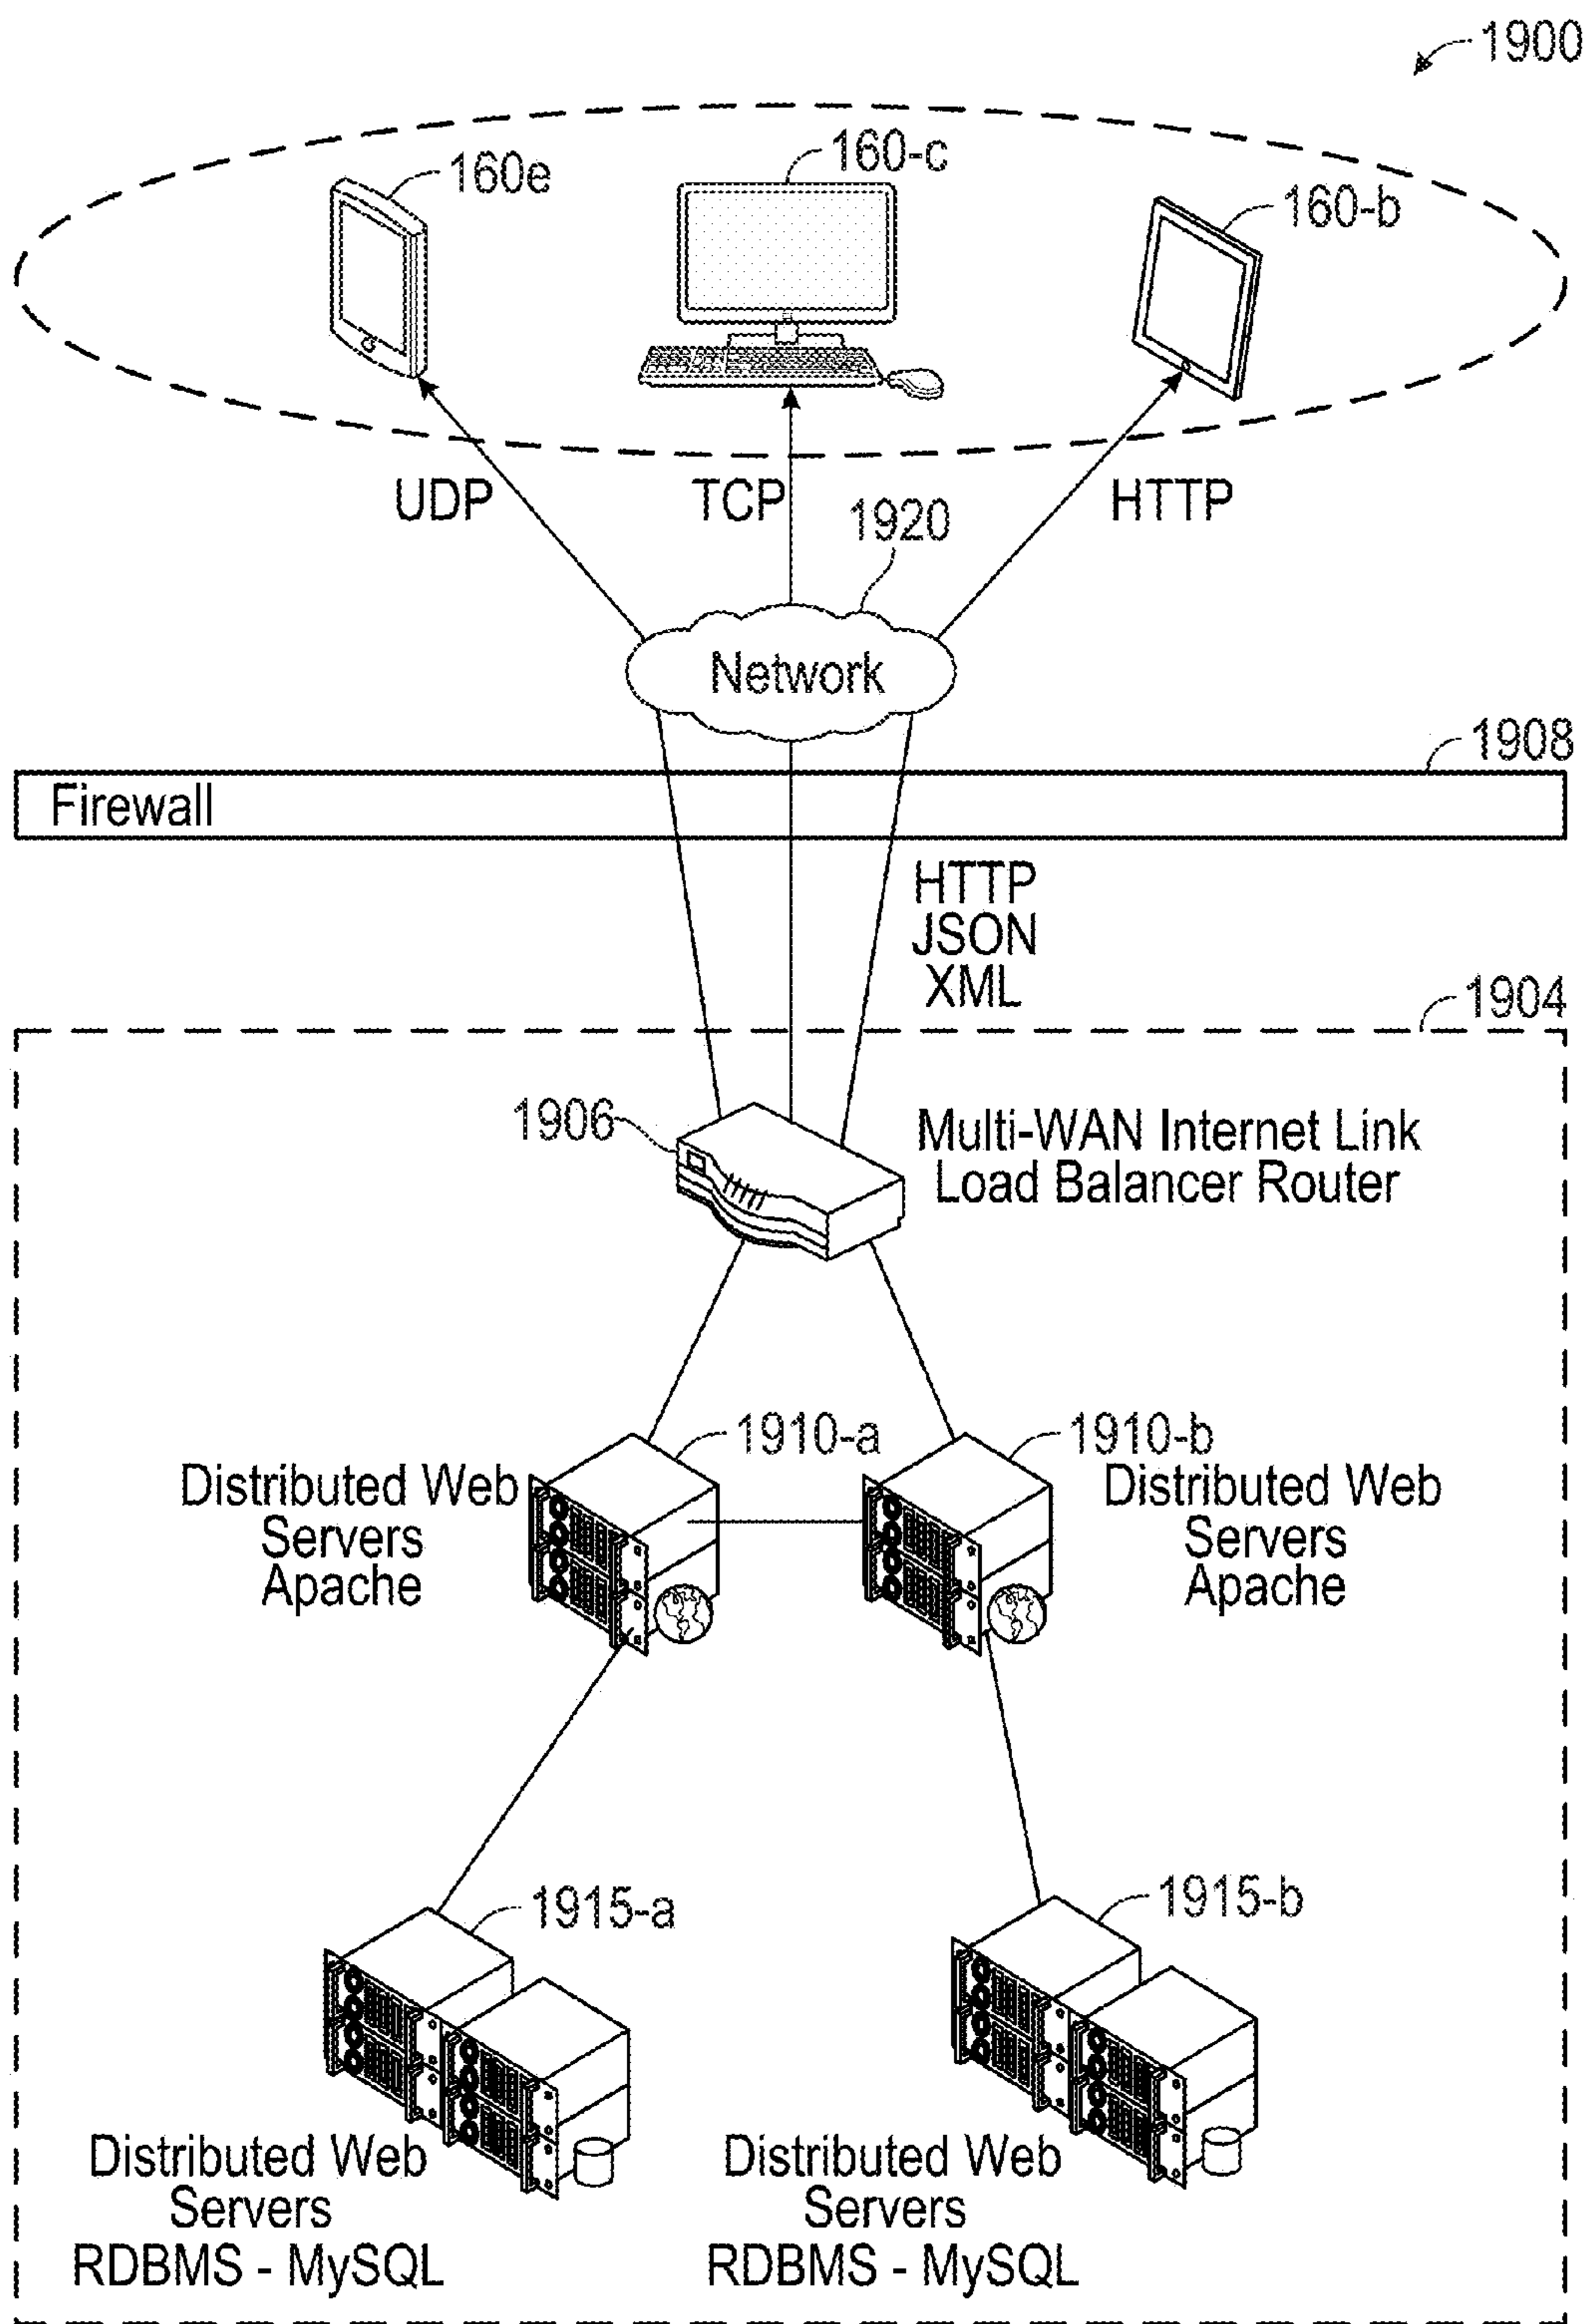 1900
160e
160-c
160-b
UDP
TCP
HTTP
1920
Network
1908
Firewall
HTTP
JSON
XML
1904
1906
Multi-WAN Internet Link
Load Balancer Router
1910-a
1910-b
Distributed Web
Servers
Apache
Distributed Web
Servers
Apache
1915-a
1915-b
Distributed Web
Servers
RDBMS - MySQL
Distributed Web
Servers
RDBMS - MySQL